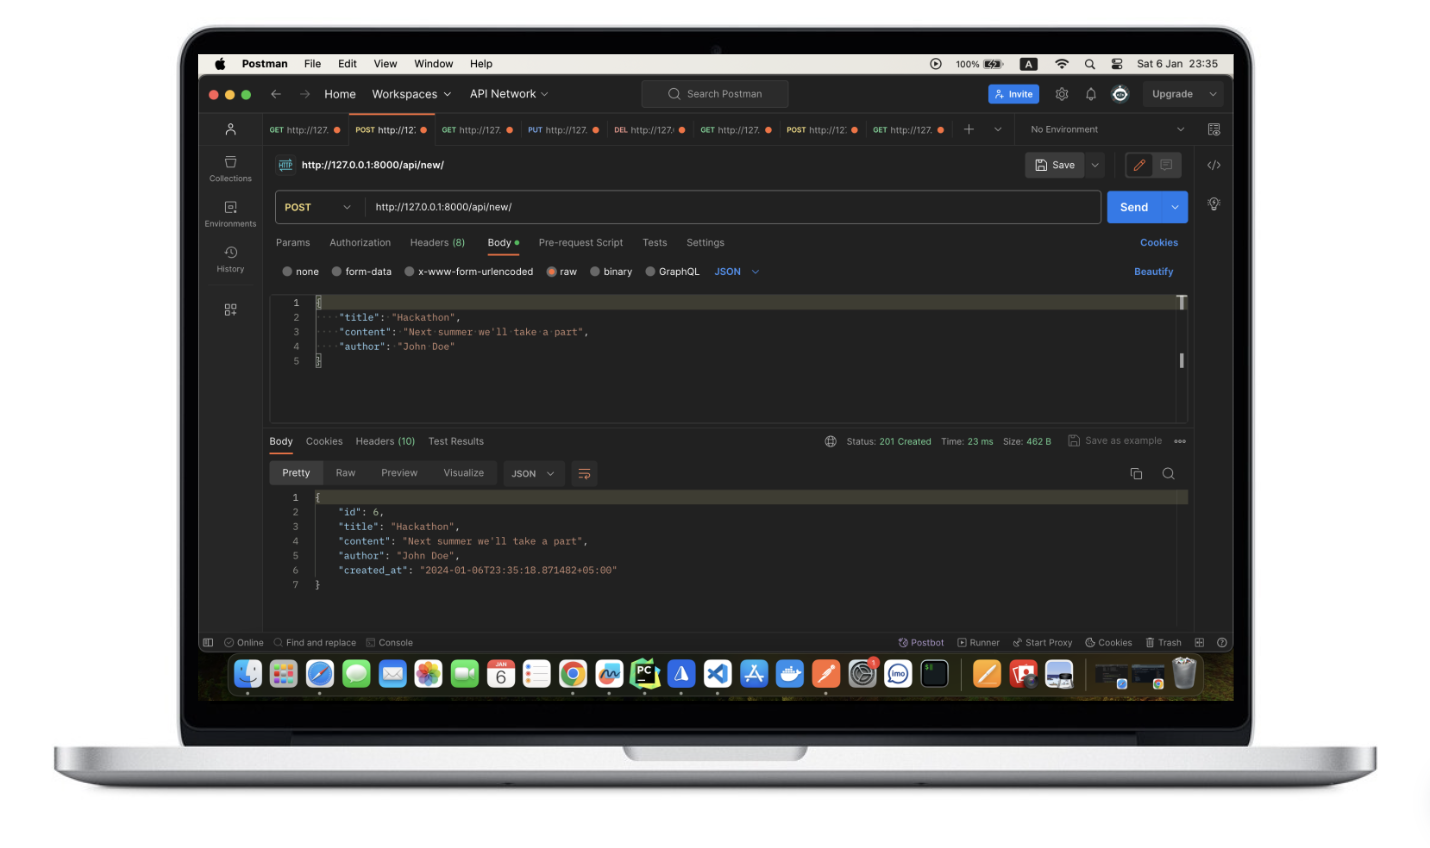 Postman File Edit View Window Help 100% A Sat 6 Jan 23:35
Home Workspaces API Network Search Postman Invite Upgrade
GET http://127. POST http://12: GET http://127. PUT http://127. DEL http://127. GET http://127. POST http://12: GET http://127. + No Environment
http://127.0.0.1:8000/api/new/ Save </>
Collections
POST http://127.0.0.1:8000/api/new/ Send
Environments
Params Authorization Headers (8) Body Pre-request Script Tests Settings Cookies
History
none form-data x-www-form-urlencoded raw binary GraphQL JSON Beautify
1 {
2 "title": "Hackathon",
3 "content": "Next summer we'll take a part",
4 "author": "John Doe"
5 }
Body Cookies Headers (10) Test Results Status: 201 Created Time: 23 ms Size: 462 B Save as example
Pretty Raw Preview Visualize JSON
1 {
2 "id": 6,
3 "title": "Hackathon",
4 "content": "Next summer we'll take a part",
5 "author": "John Doe",
6 "created_at": "2024-01-06T23:35:18.871482+05:00"
7 }
Online Find and replace Console Postbot Runner Start Proxy Cookies Trash
JAN
6
PC
1
imo
$